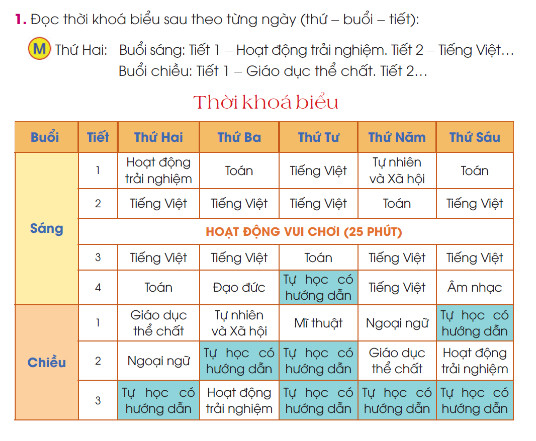 1. Đọc thời khoá biểu sau theo từng ngày (thứ – buổi – tiết):
M Thứ Hai: Buổi sáng: Tiết 1 – Hoạt động trải nghiệm. Tiết 2 – Tiếng Việt...
Buổi chiều: Tiết 1 – Giáo dục thể chất. Tiết 2...
Thời khoá biểu
Buổi Tiết Thứ Hai Thứ Ba Thứ Tư Thứ Năm Thứ Sáu
Sáng
1 Hoạt động trải nghiệm Toán Tiếng Việt Tự nhiên và Xã hội Toán
2 Tiếng Việt Tiếng Việt Tiếng Việt Toán Tiếng Việt
HOẠT ĐỘNG VUI CHƠI (25 PHÚT)
3 Tiếng Việt Tiếng Việt Toán Tiếng Việt Tiếng Việt
4 Toán Đạo đức Tự học có hướng dẫn Tiếng Việt Âm nhạc
Chiều
1 Giáo dục thể chất Tự nhiên và Xã hội Mĩ thuật Ngoại ngữ Tự học có hướng dẫn
2 Ngoại ngữ Tự học có hướng dẫn Tự học có hướng dẫn Giáo dục thể chất Hoạt động trải nghiệm
3 Tự học có hướng dẫn Hoạt động trải nghiệm Tự học có hướng dẫn Tự học có hướng dẫn Tự học có hướng dẫn